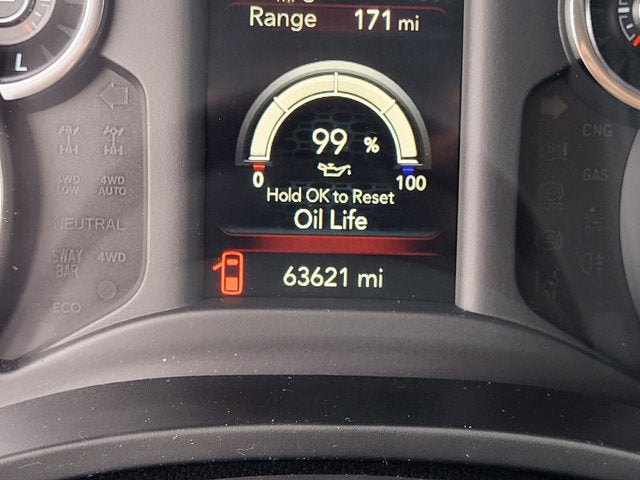 Range 171 mi
L
99 %
0 100
Hold OK to Reset
Oil Life
63621 mi
4WD LOW
4WD AUTO
NEUTRAL
SWAY BAR
4WD
ECO
CNG
GAS
AUTO